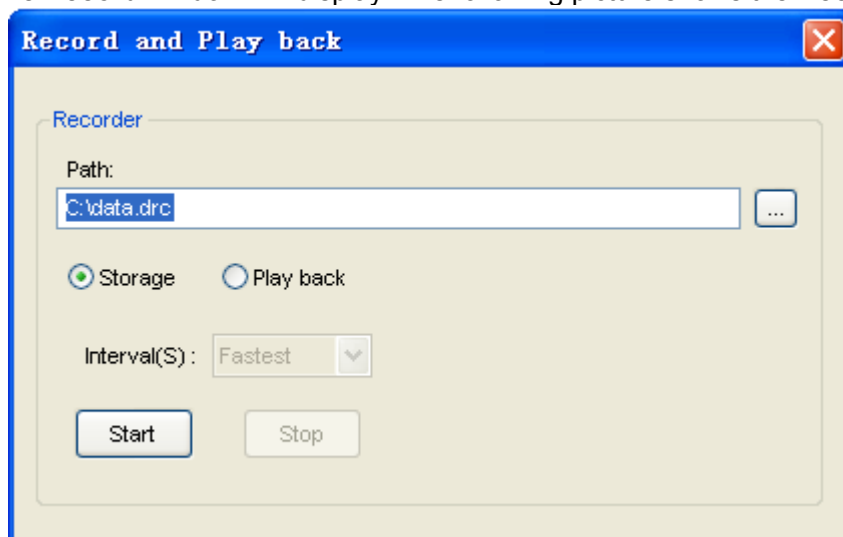 Record and Play back
Recorder
Path:
C:\data.drc
...
Storage Play back
Interval(S) : Fastest
Start Stop